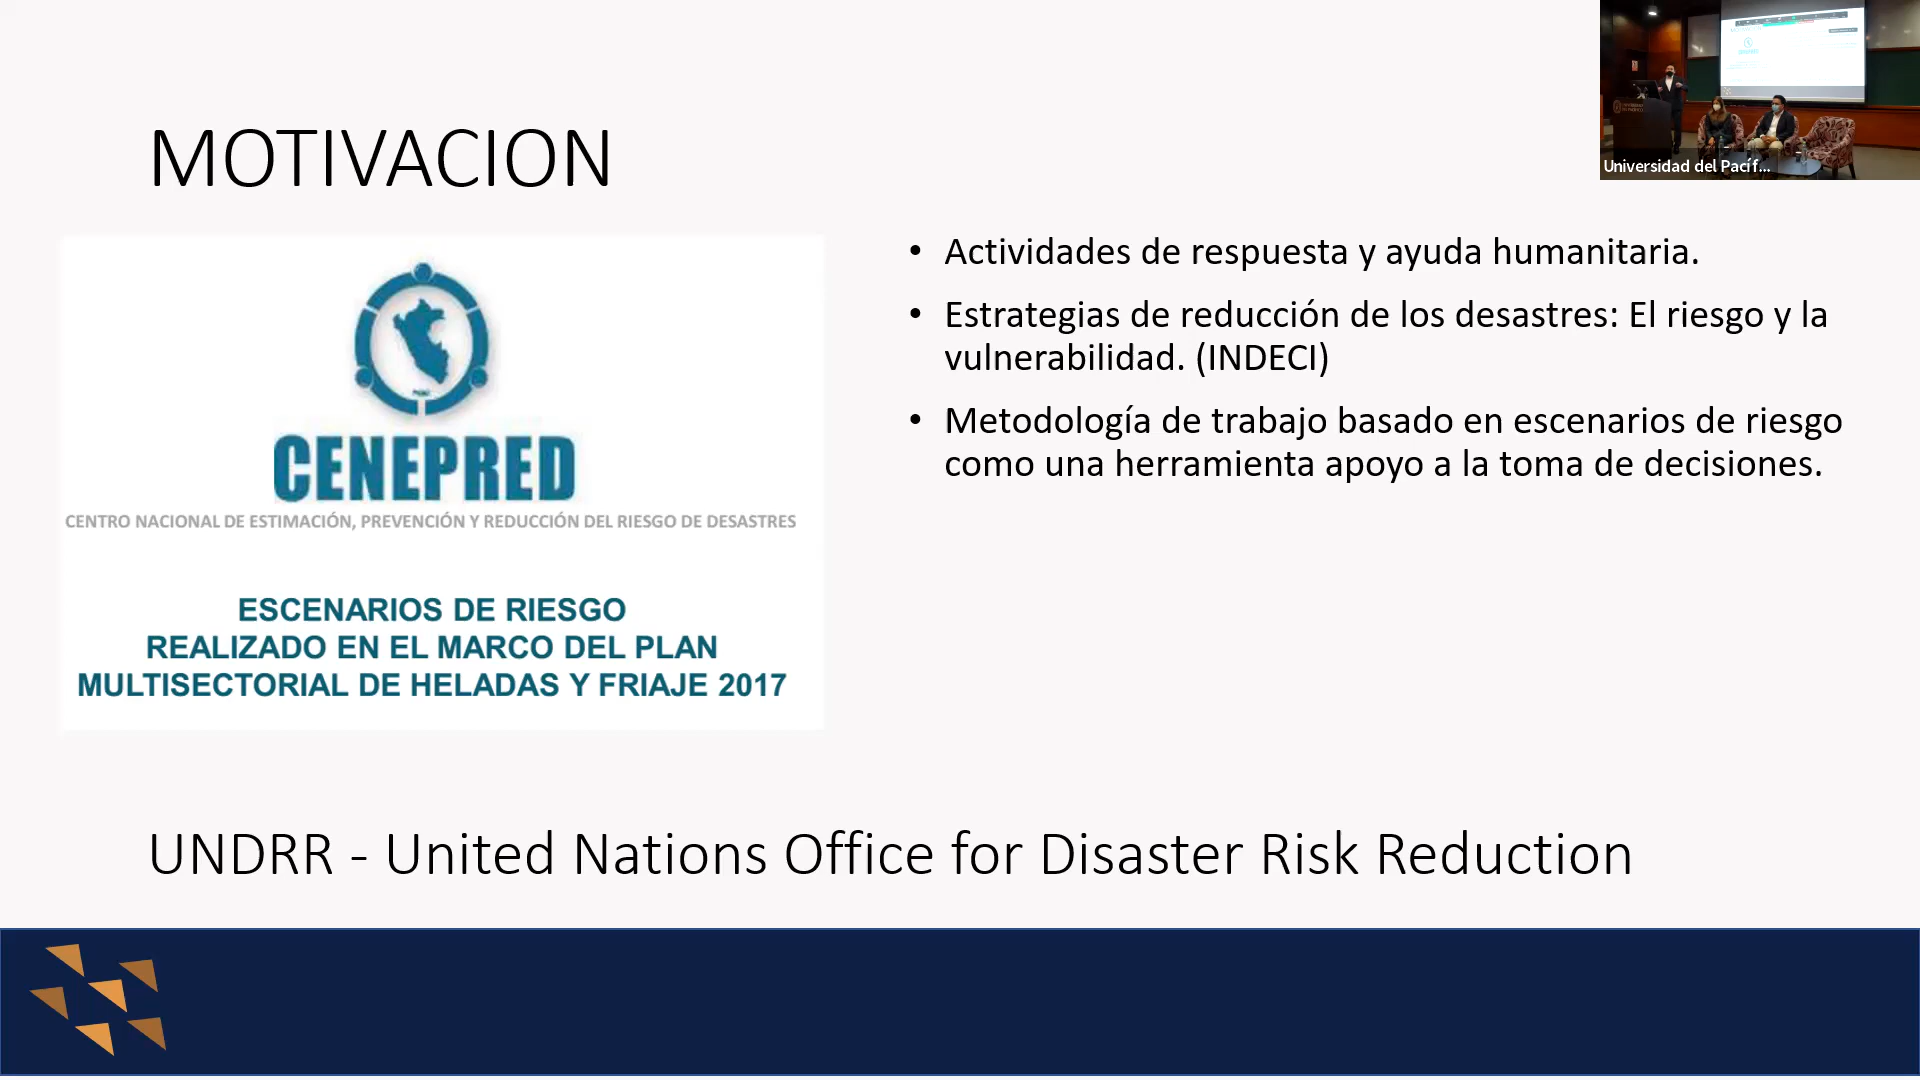 MOTIVACION
Universidad del Pacíf...
CENEPRED
CENTRO NACIONAL DE ESTIMACIÓN, PREVENCIÓN Y REDUCCIÓN DEL RIESGO DE DESASTRES
ESCENARIOS DE RIESGO
REALIZADO EN EL MARCO DEL PLAN
MULTISECTORIAL DE HELADAS Y FRIAJE 2017
• Actividades de respuesta y ayuda humanitaria.
• Estrategias de reducción de los desastres: El riesgo y la
vulnerabilidad. (INDECI)
• Metodología de trabajo basado en escenarios de riesgo
como una herramienta apoyo a la toma de decisiones.
UNDRR - United Nations Office for Disaster Risk Reduction